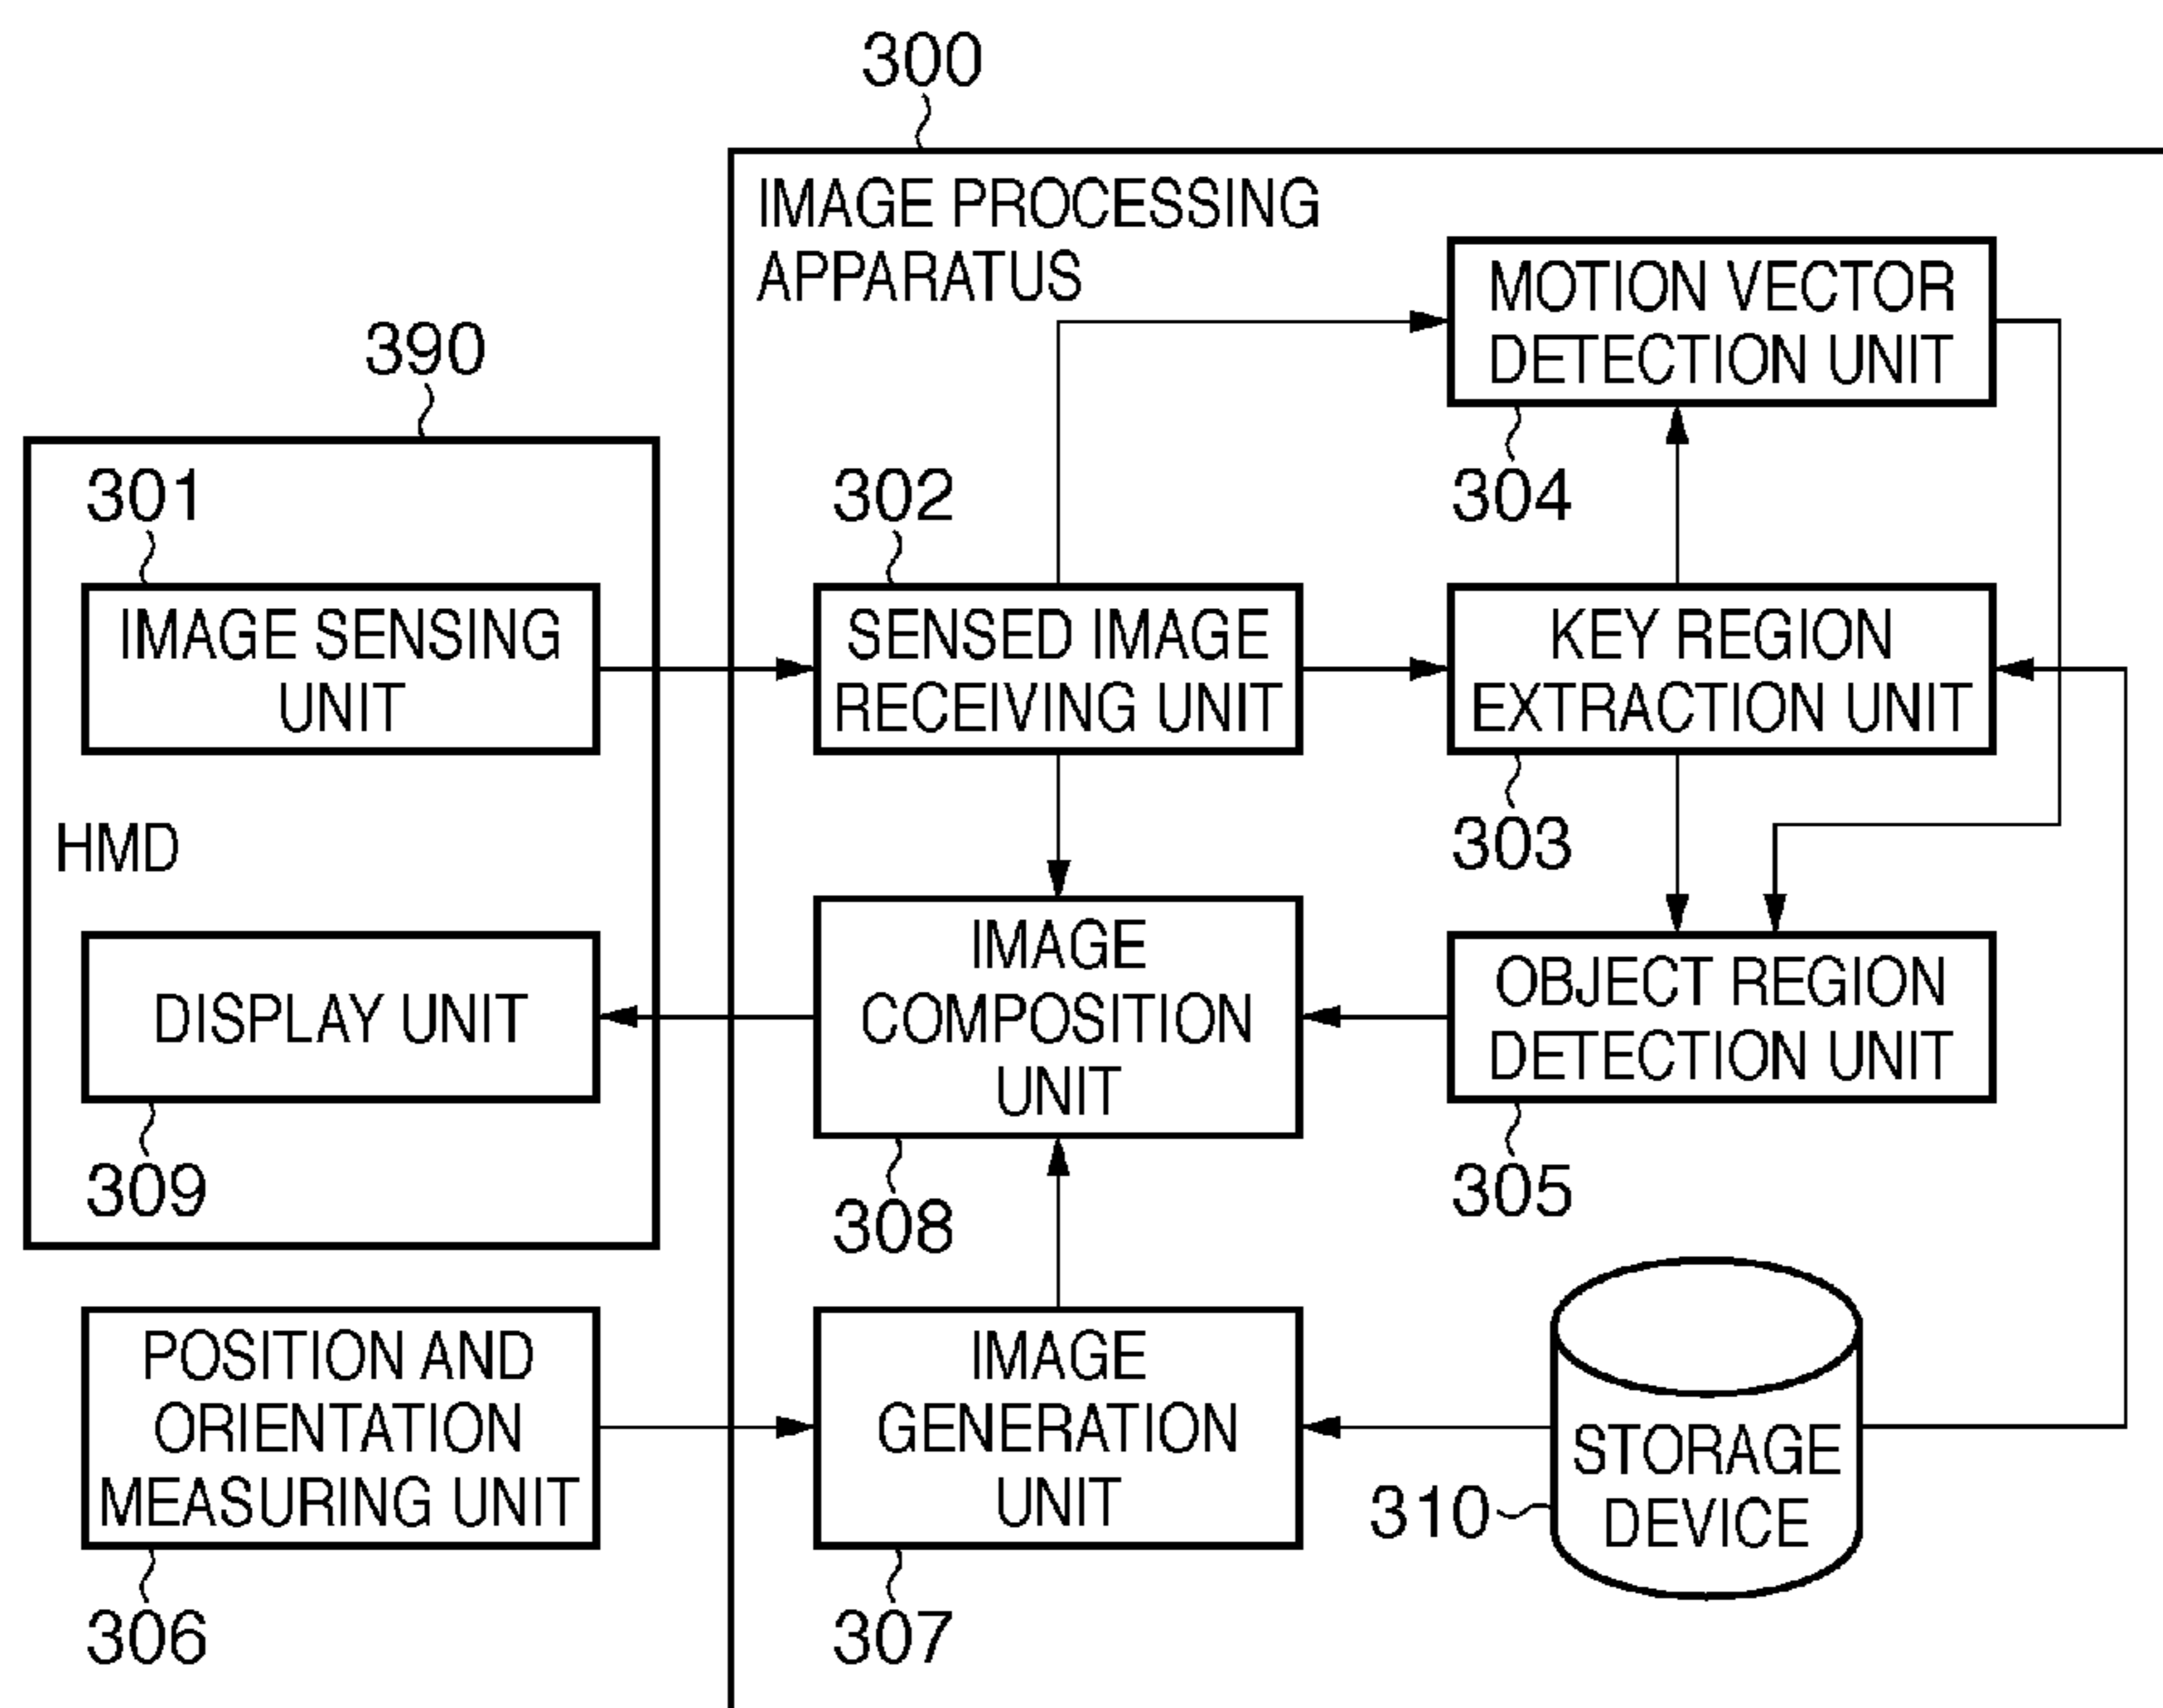 300
IMAGE PROCESSING
APPARATUS
MOTION VECTOR
DETECTION UNIT
304
390
301
IMAGE SENSING
UNIT
302
SENSED IMAGE
RECEIVING UNIT
KEY REGION
EXTRACTION UNIT
303
HMD
DISPLAY UNIT
309
IMAGE
COMPOSITION
UNIT
308
OBJECT REGION
DETECTION UNIT
305
POSITION AND
ORIENTATION
MEASURING UNIT
306
IMAGE
GENERATION
UNIT
307
310
STORAGE
DEVICE